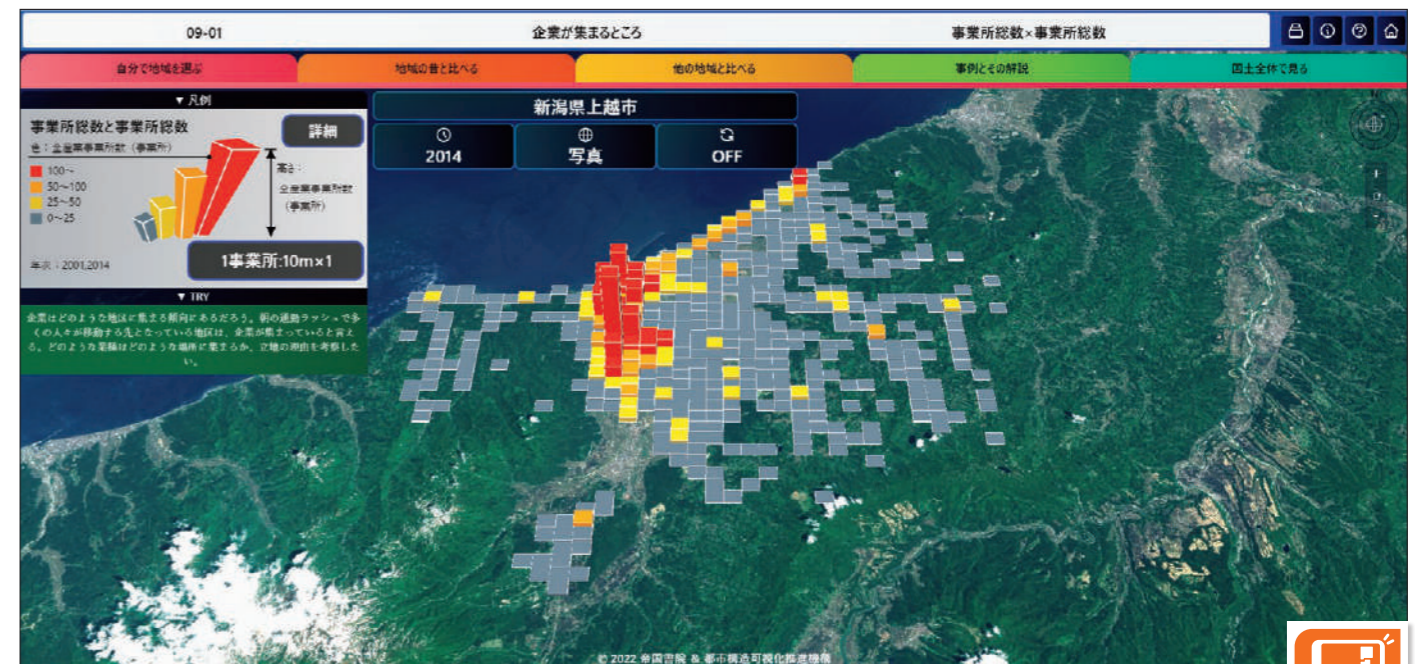 09-01
企業が集まるところ
事業所総数×事業所総数
自分で地域を選ぶ
地域の昔と比べる
他の地域と比べる
事例とその解説
国土全体で見る
▼ 凡例
事業所総数と事業所総数
詳細
色：全産業事業所数（事業所）
100～
50～100
25～50
0～25
高さ：
全産業事業所数
（事業所）
年次：2001,2014
1事業所:10m×1
▼ TRY
企業はどのような地区に集まる傾向にあるだろう。朝の通勤ラッシュで多
くの人々が移動する先となっている地区は、企業が集まっていると言え
る。どのような業種はどのような場所に集まるか、立地の理由を考察した
い。
新潟県上越市
2014
写真
OFF
© 2022 帝国書院 & 都市構造可視化推進機構